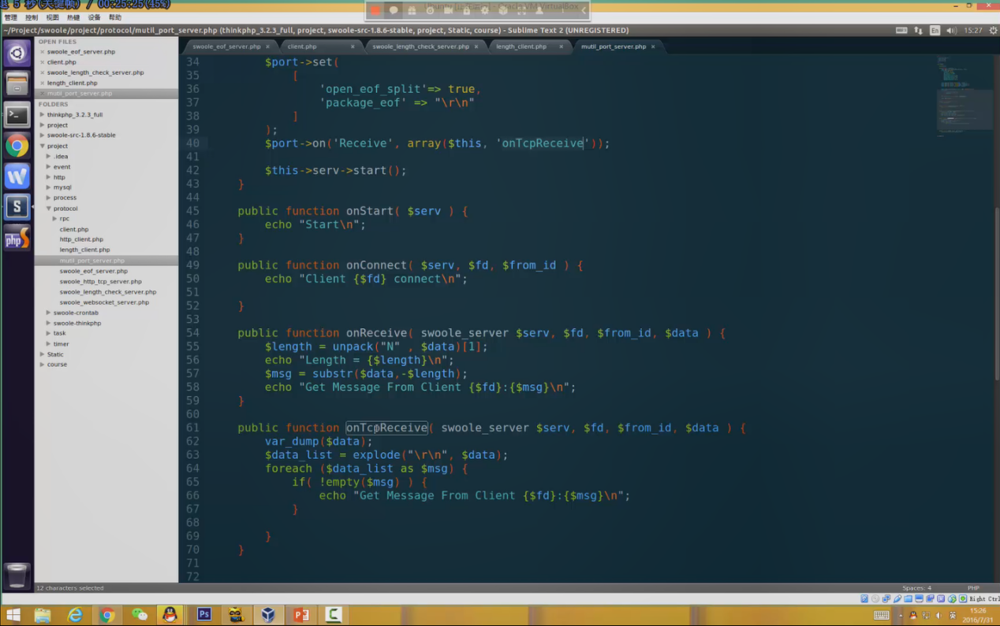 5 秒(关键帧) / 00:25:25(45%)
Oracle VM VirtualBox
管理 控制 视图 热键 设备 帮助
~/Project/swoole/project/protocol/mutil_port_server.php (thinkphp_3.2.3_full, project, swoole-src-1.8.6-stable, project, Static, course) - Sublime Text 2 (UNREGISTERED)
En 15:27
OPEN FILES
swoole_eof_server.php
client.php
swoole_length_check_server.php
length_client.php
mutil_port_server.php
FOLDERS
thinkphp_3.2.3_full
project
swoole-src-1.8.6-stable
project
.idea
event
http
mysql
process
protocol
rpc
client.php
http_client.php
length_client.php
mutil_port_server.php
swoole_eof_server.php
swoole_http_tcp_server.php
swoole_length_check_server.php
swoole_websocket_server.php
swoole-crontab
swoole-thinkphp
task
timer
Static
course
swoole_eof_server.php × client.php × swoole_length_check_server.php × length_client.php × mutil_port_server.php ×
34 $port->set(
35 [
36 'open_eof_split'=> true,
37 'package_eof' => "\r\n"
38 ]
39 );
40 $port->on('Receive', array($this, 'onTcpReceive'));
41
42 $this->serv->start();
43 }
44
45 public function onStart( $serv ) {
46 echo "Start\n";
47 }
48
49 public function onConnect( $serv, $fd, $from_id ) {
50 echo "Client {$fd} connect\n";
51
52 }
53
54 public function onReceive( swoole_server $serv, $fd, $from_id, $data ) {
55 $length = unpack("N" , $data)[1];
56 echo "Length = {$length}\n";
57 $msg = substr($data,-$length);
58 echo "Get Message From Client {$fd}:{$msg}\n";
59 }
60
61 public function onTcpReceive( swoole_server $serv, $fd, $from_id, $data ) {
62 var_dump($data);
63 $data_list = explode("\r\n", $data);
64 foreach ($data_list as $msg) {
65 if( !empty($msg) ) {
66 echo "Get Message From Client {$fd}:{$msg}\n";
67 }
68
69 }
70 }
71
72
12 characters selected
Spaces: 4 PHP
Right Ctrl
W
S
php
Ps
P
C
英
15:26
2016/7/31